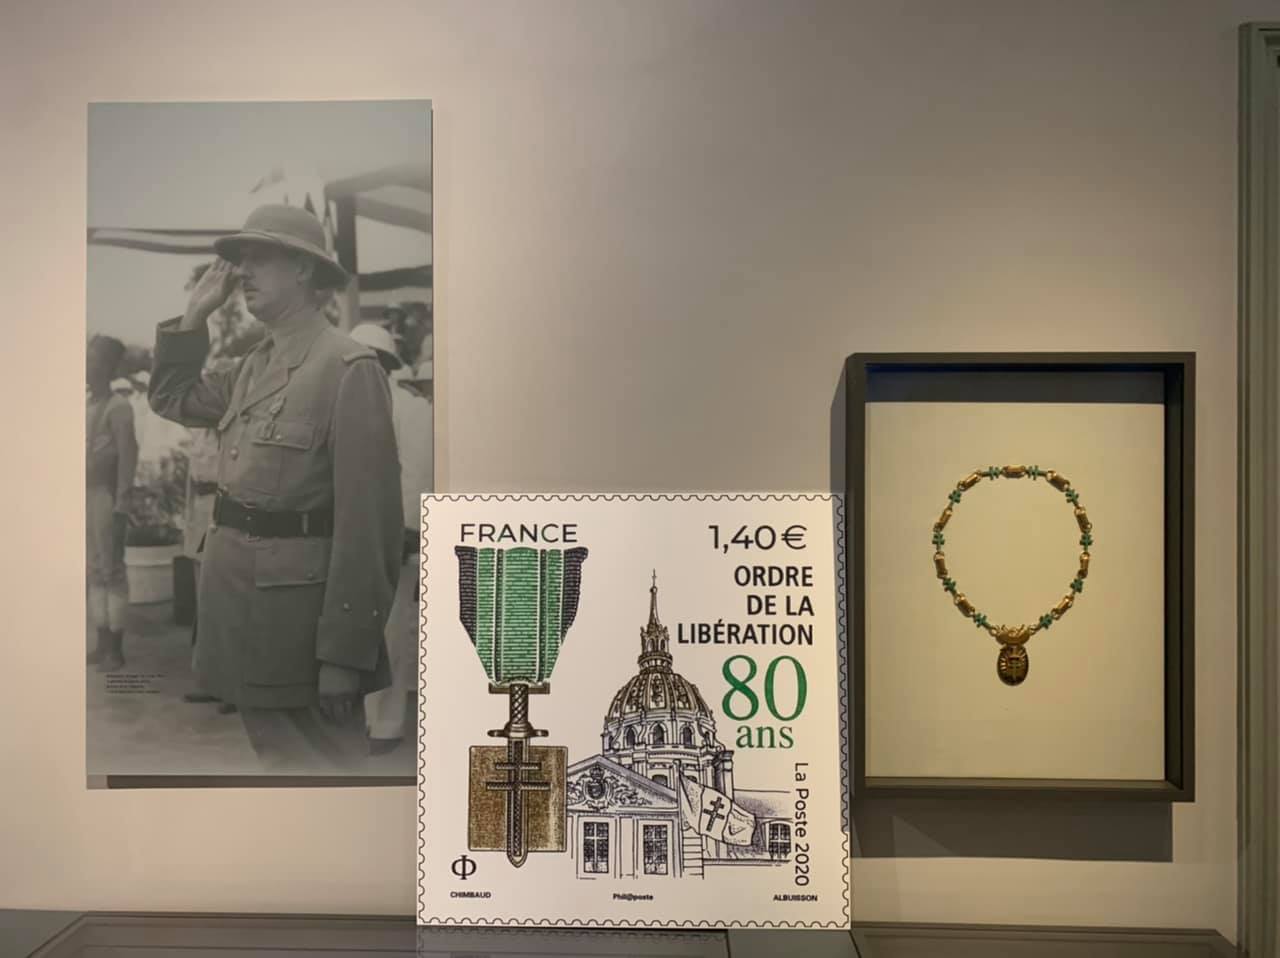 FRANCE
1,40 €
ORDRE
DE LA
LIBÉRATION
80
ans
La Poste 2020
Φ
CHIMBAUD
Phil@poste
ALBUISSON